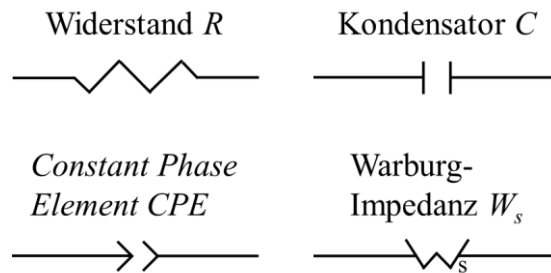 Widerstand R
Kondensator C
Constant Phase
Element CPE
Warburg-
Impedanz Ws
s